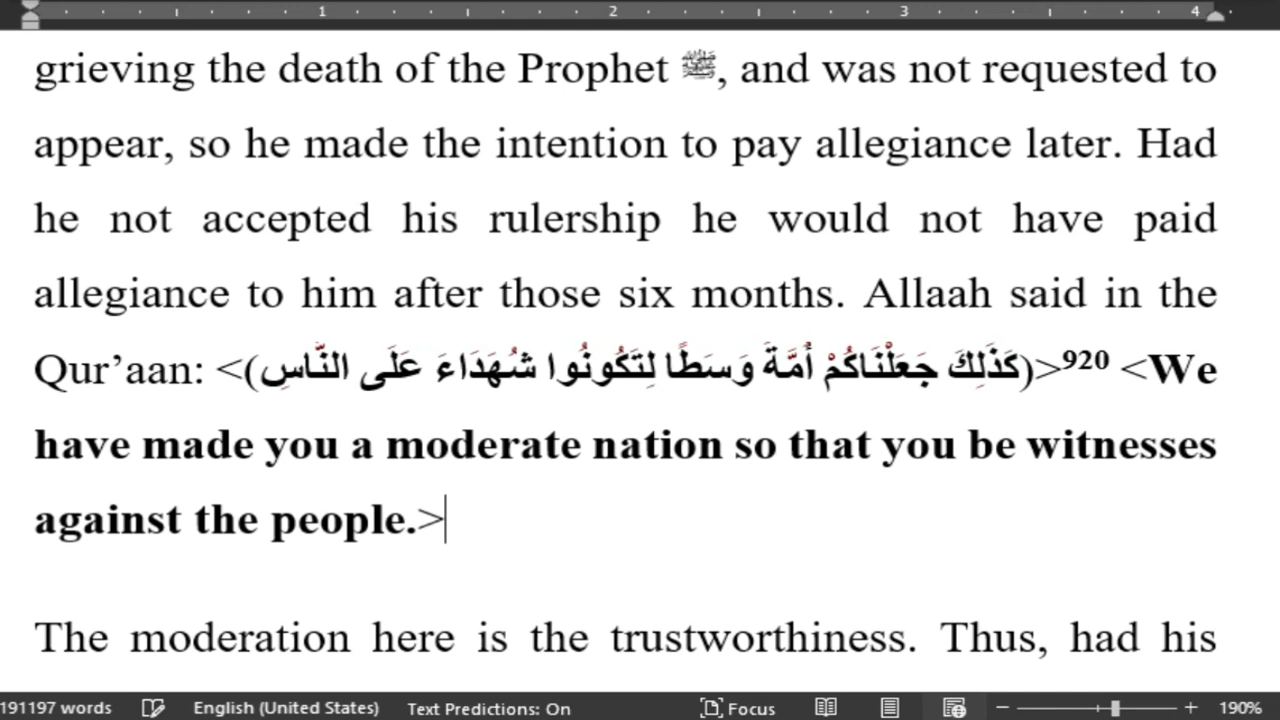 1 2 3 4
grieving the death of the Prophet ﷺ, and was not requested to
appear, so he made the intention to pay allegiance later. Had
he not accepted his rulership he would not have paid
allegiance to him after those six months. Allaah said in the
Qur’aan: <(كَذَلِكَ جَعَلْنَاكُمْ أُمَّةً وَسَطًا لِتَكُونُوا شُهَدَاءَ عَلَى النَّاسِ)>920 <We
have made you a moderate nation so that you be witnesses
against the people.>
The moderation here is the trustworthiness. Thus, had his
191197 words English (United States) Text Predictions: On Focus 190%